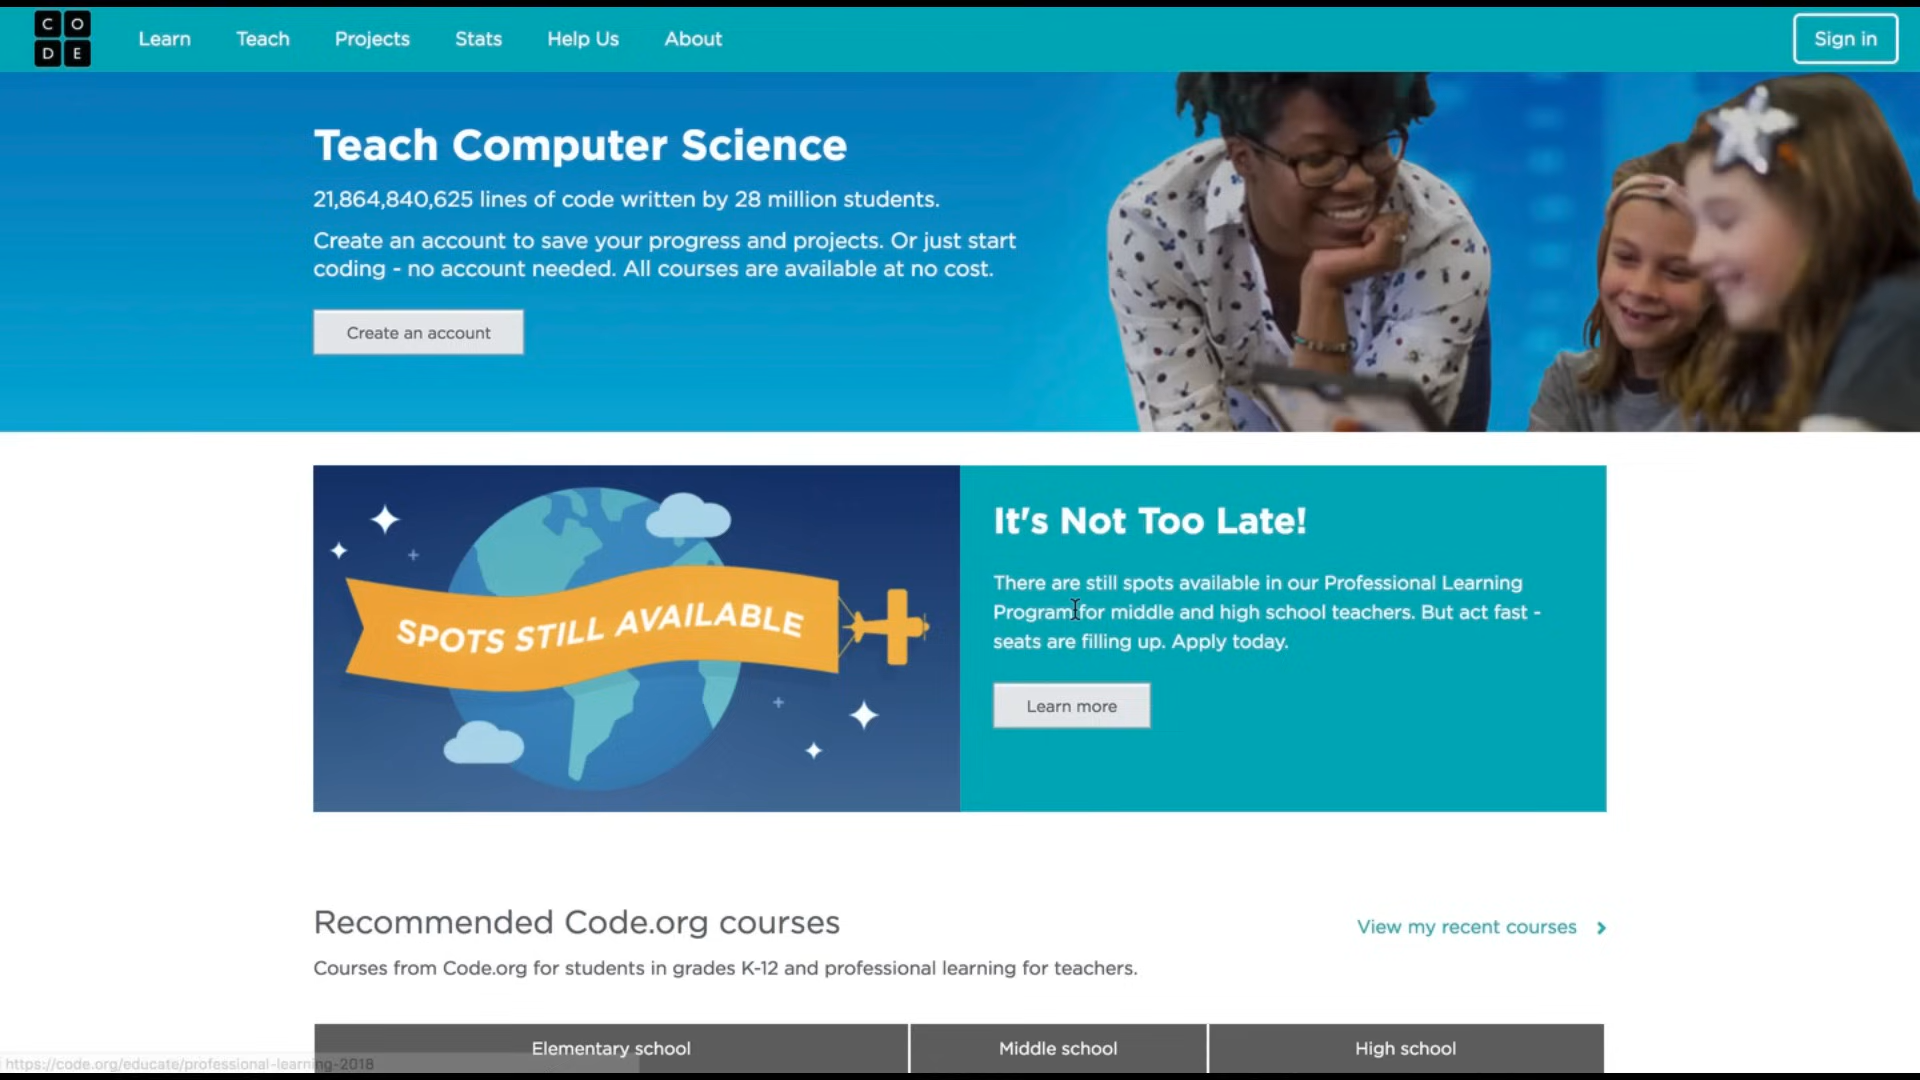 C O
D E
Learn Teach Projects Stats Help Us About Sign in
Teach Computer Science
21,864,840,625 lines of code written by 28 million students.
Create an account to save your progress and projects. Or just start
coding - no account needed. All courses are available at no cost.
Create an account
SPOTS STILL AVAILABLE
It's Not Too Late!
There are still spots available in our Professional Learning
Program for middle and high school teachers. But act fast -
seats are filling up. Apply today.
Learn more
Recommended Code.org courses
View my recent courses
Courses from Code.org for students in grades K-12 and professional learning for teachers.
Elementary school Middle school High school
https://code.org/educate/professional-learning-2018